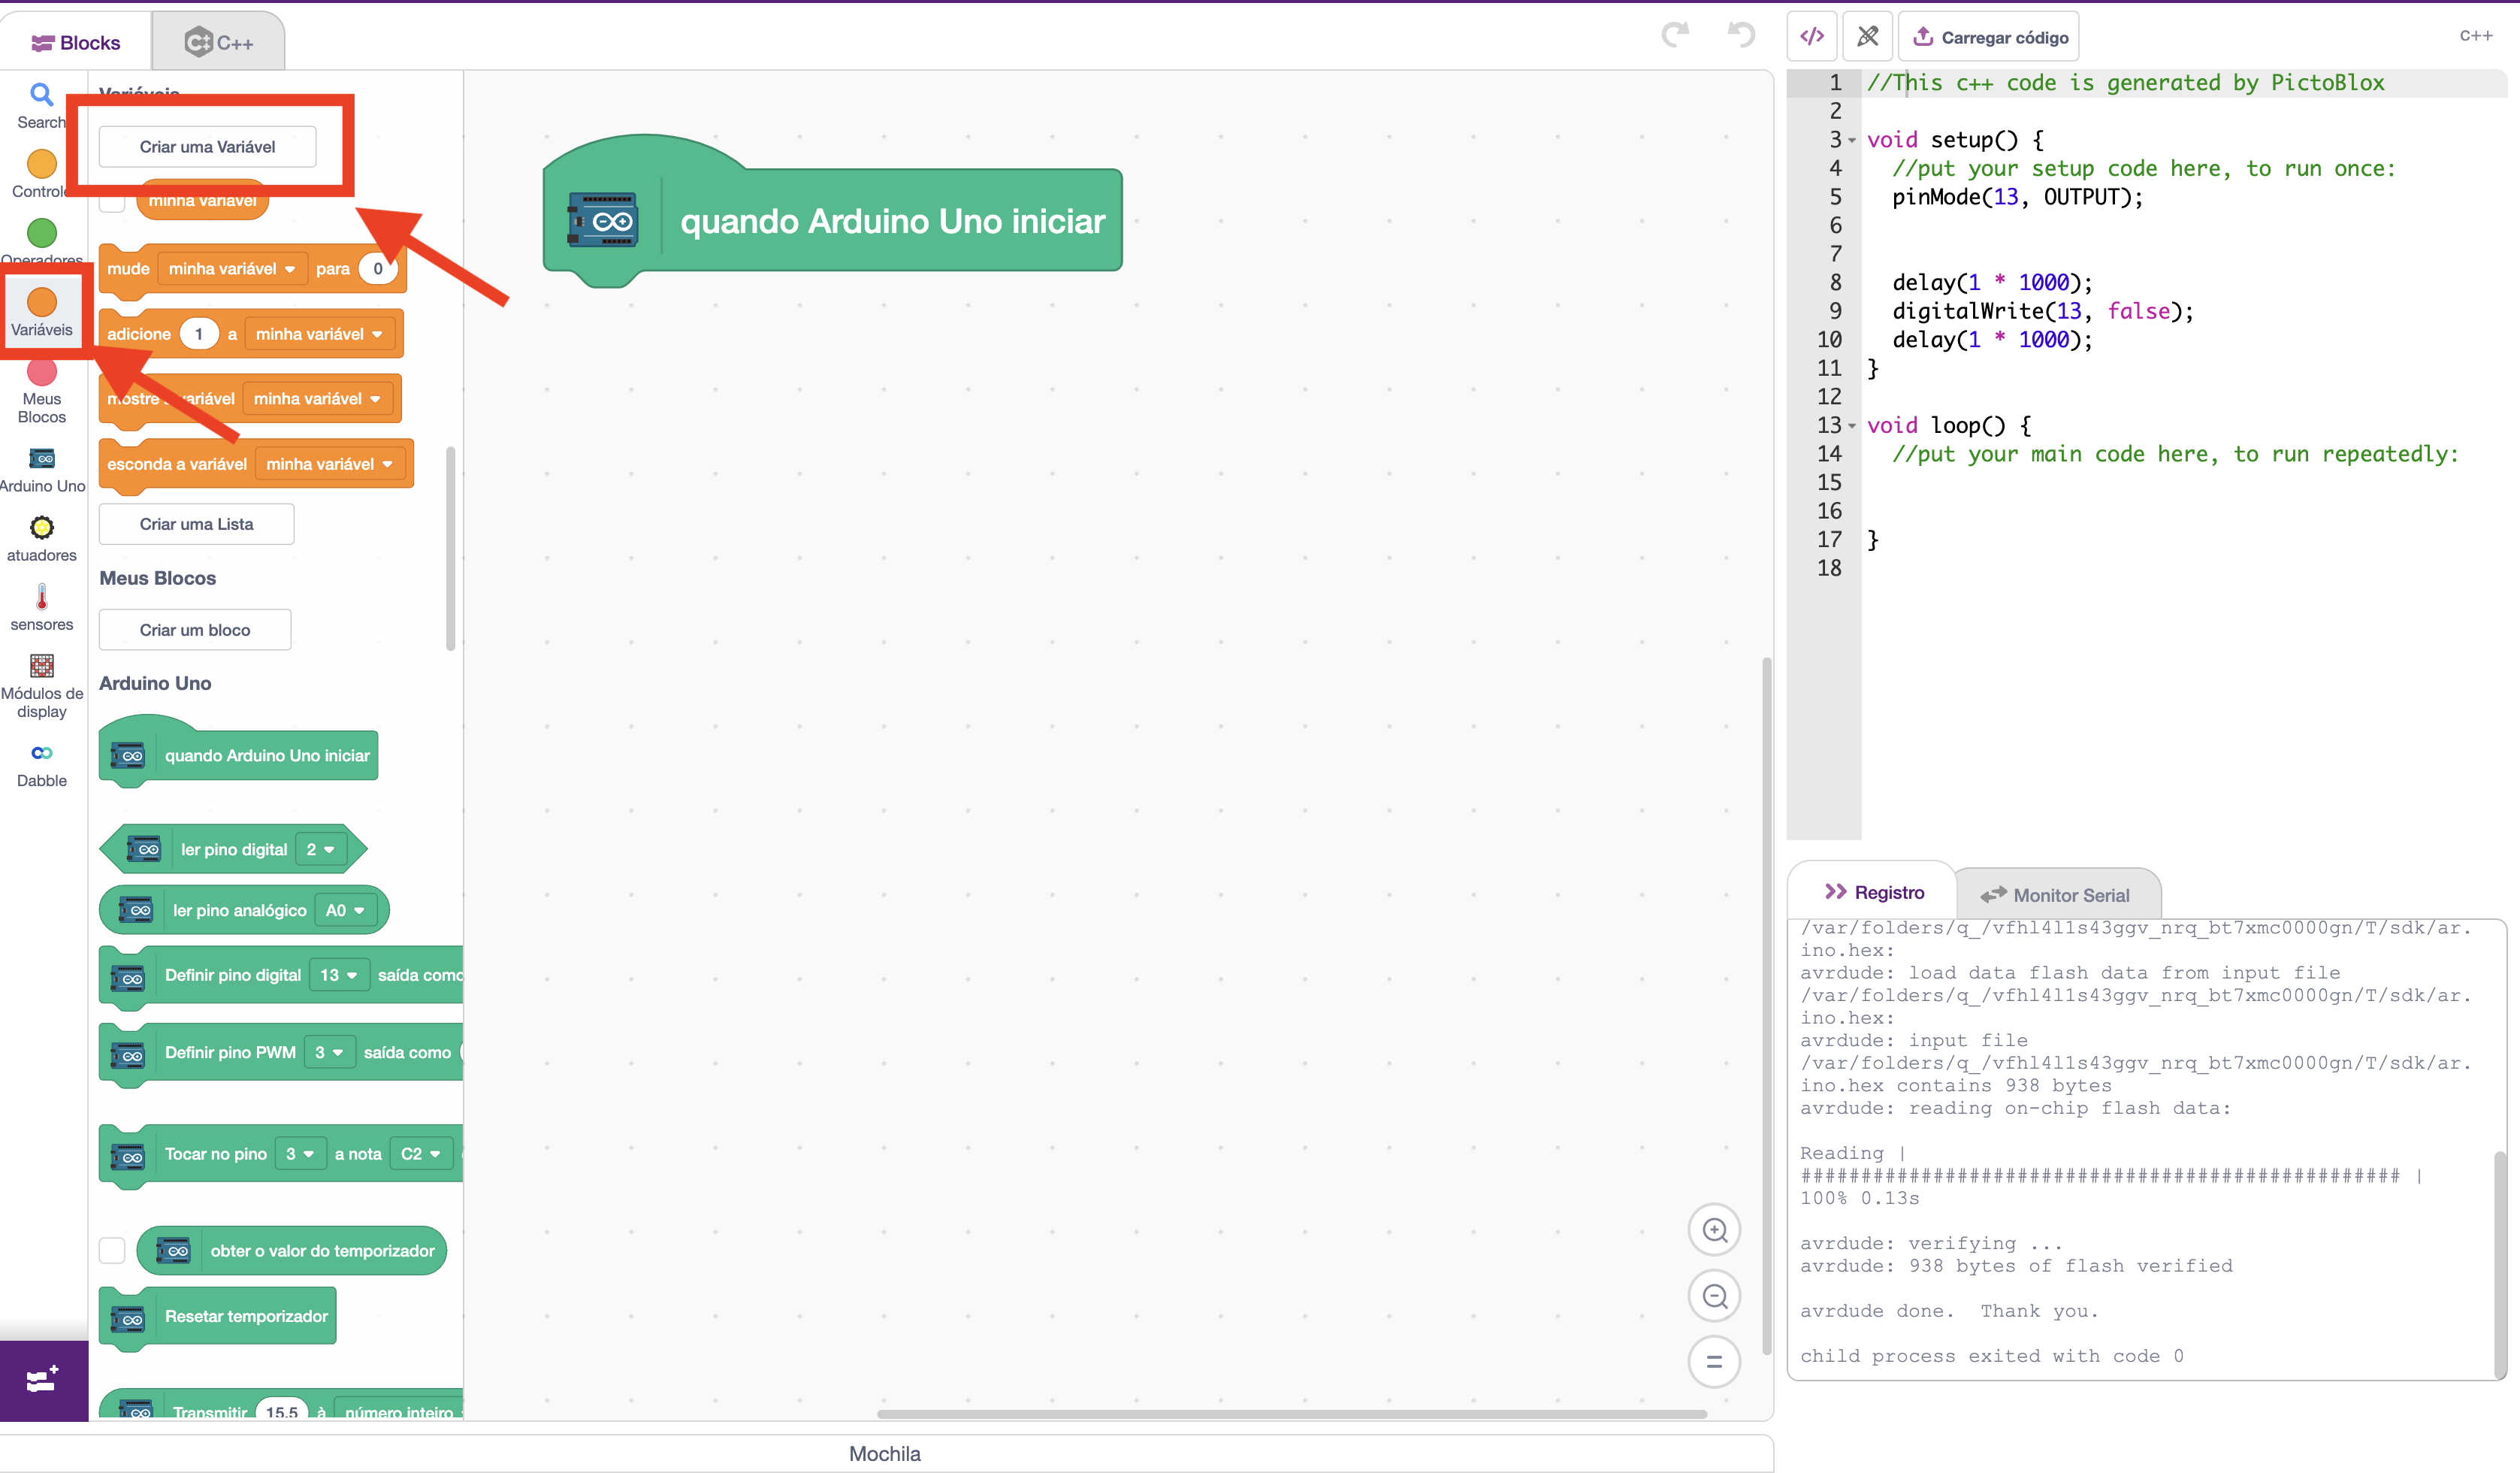 Blocks
C++
Carregar código
C++
Search
Controle
Operadores
Variáveis
Meus
Blocos
Arduino Uno
atuadores
sensores
Módulos de
display
Dabble
Variáveis
Criar uma Variável
minha variável
mude minha variável para 0
adicione 1 a minha variável
mostre a variável minha variável
esconda a variável minha variável
Criar uma Lista
Meus Blocos
Criar um bloco
Arduino Uno
quando Arduino Uno iniciar
ler pino digital 2
ler pino analógico A0
Definir pino digital 13 saída como
Definir pino PWM 3 saída como
Tocar no pino 3 a nota C2
obter o valor do temporizador
Resetar temporizador
Transmitir 15.5 à número inteiro
quando Arduino Uno iniciar
Mochila
1 //This c++ code is generated by PictoBlox
2
3 void setup() {
4 //put your setup code here, to run once:
5 pinMode(13, OUTPUT);
6
7
8 delay(1 * 1000);
9 digitalWrite(13, false);
10 delay(1 * 1000);
11 }
12
13 void loop() {
14 //put your main code here, to run repeatedly:
15
16
17 }
18
Registro
Monitor Serial
/var/folders/q_/vfhl4l1s43ggv_nrq_bt7xmc0000gn/T/sdk/ar.
ino.hex:
avrdude: load data flash data from input file
/var/folders/q_/vfhl4l1s43ggv_nrq_bt7xmc0000gn/T/sdk/ar.
ino.hex:
avrdude: input file
/var/folders/q_/vfhl4l1s43ggv_nrq_bt7xmc0000gn/T/sdk/ar.
ino.hex contains 938 bytes
avrdude: reading on-chip flash data:
Reading |
################################################## |
100% 0.13s
avrdude: verifying ...
avrdude: 938 bytes of flash verified
avrdude done.  Thank you.
child process exited with code 0